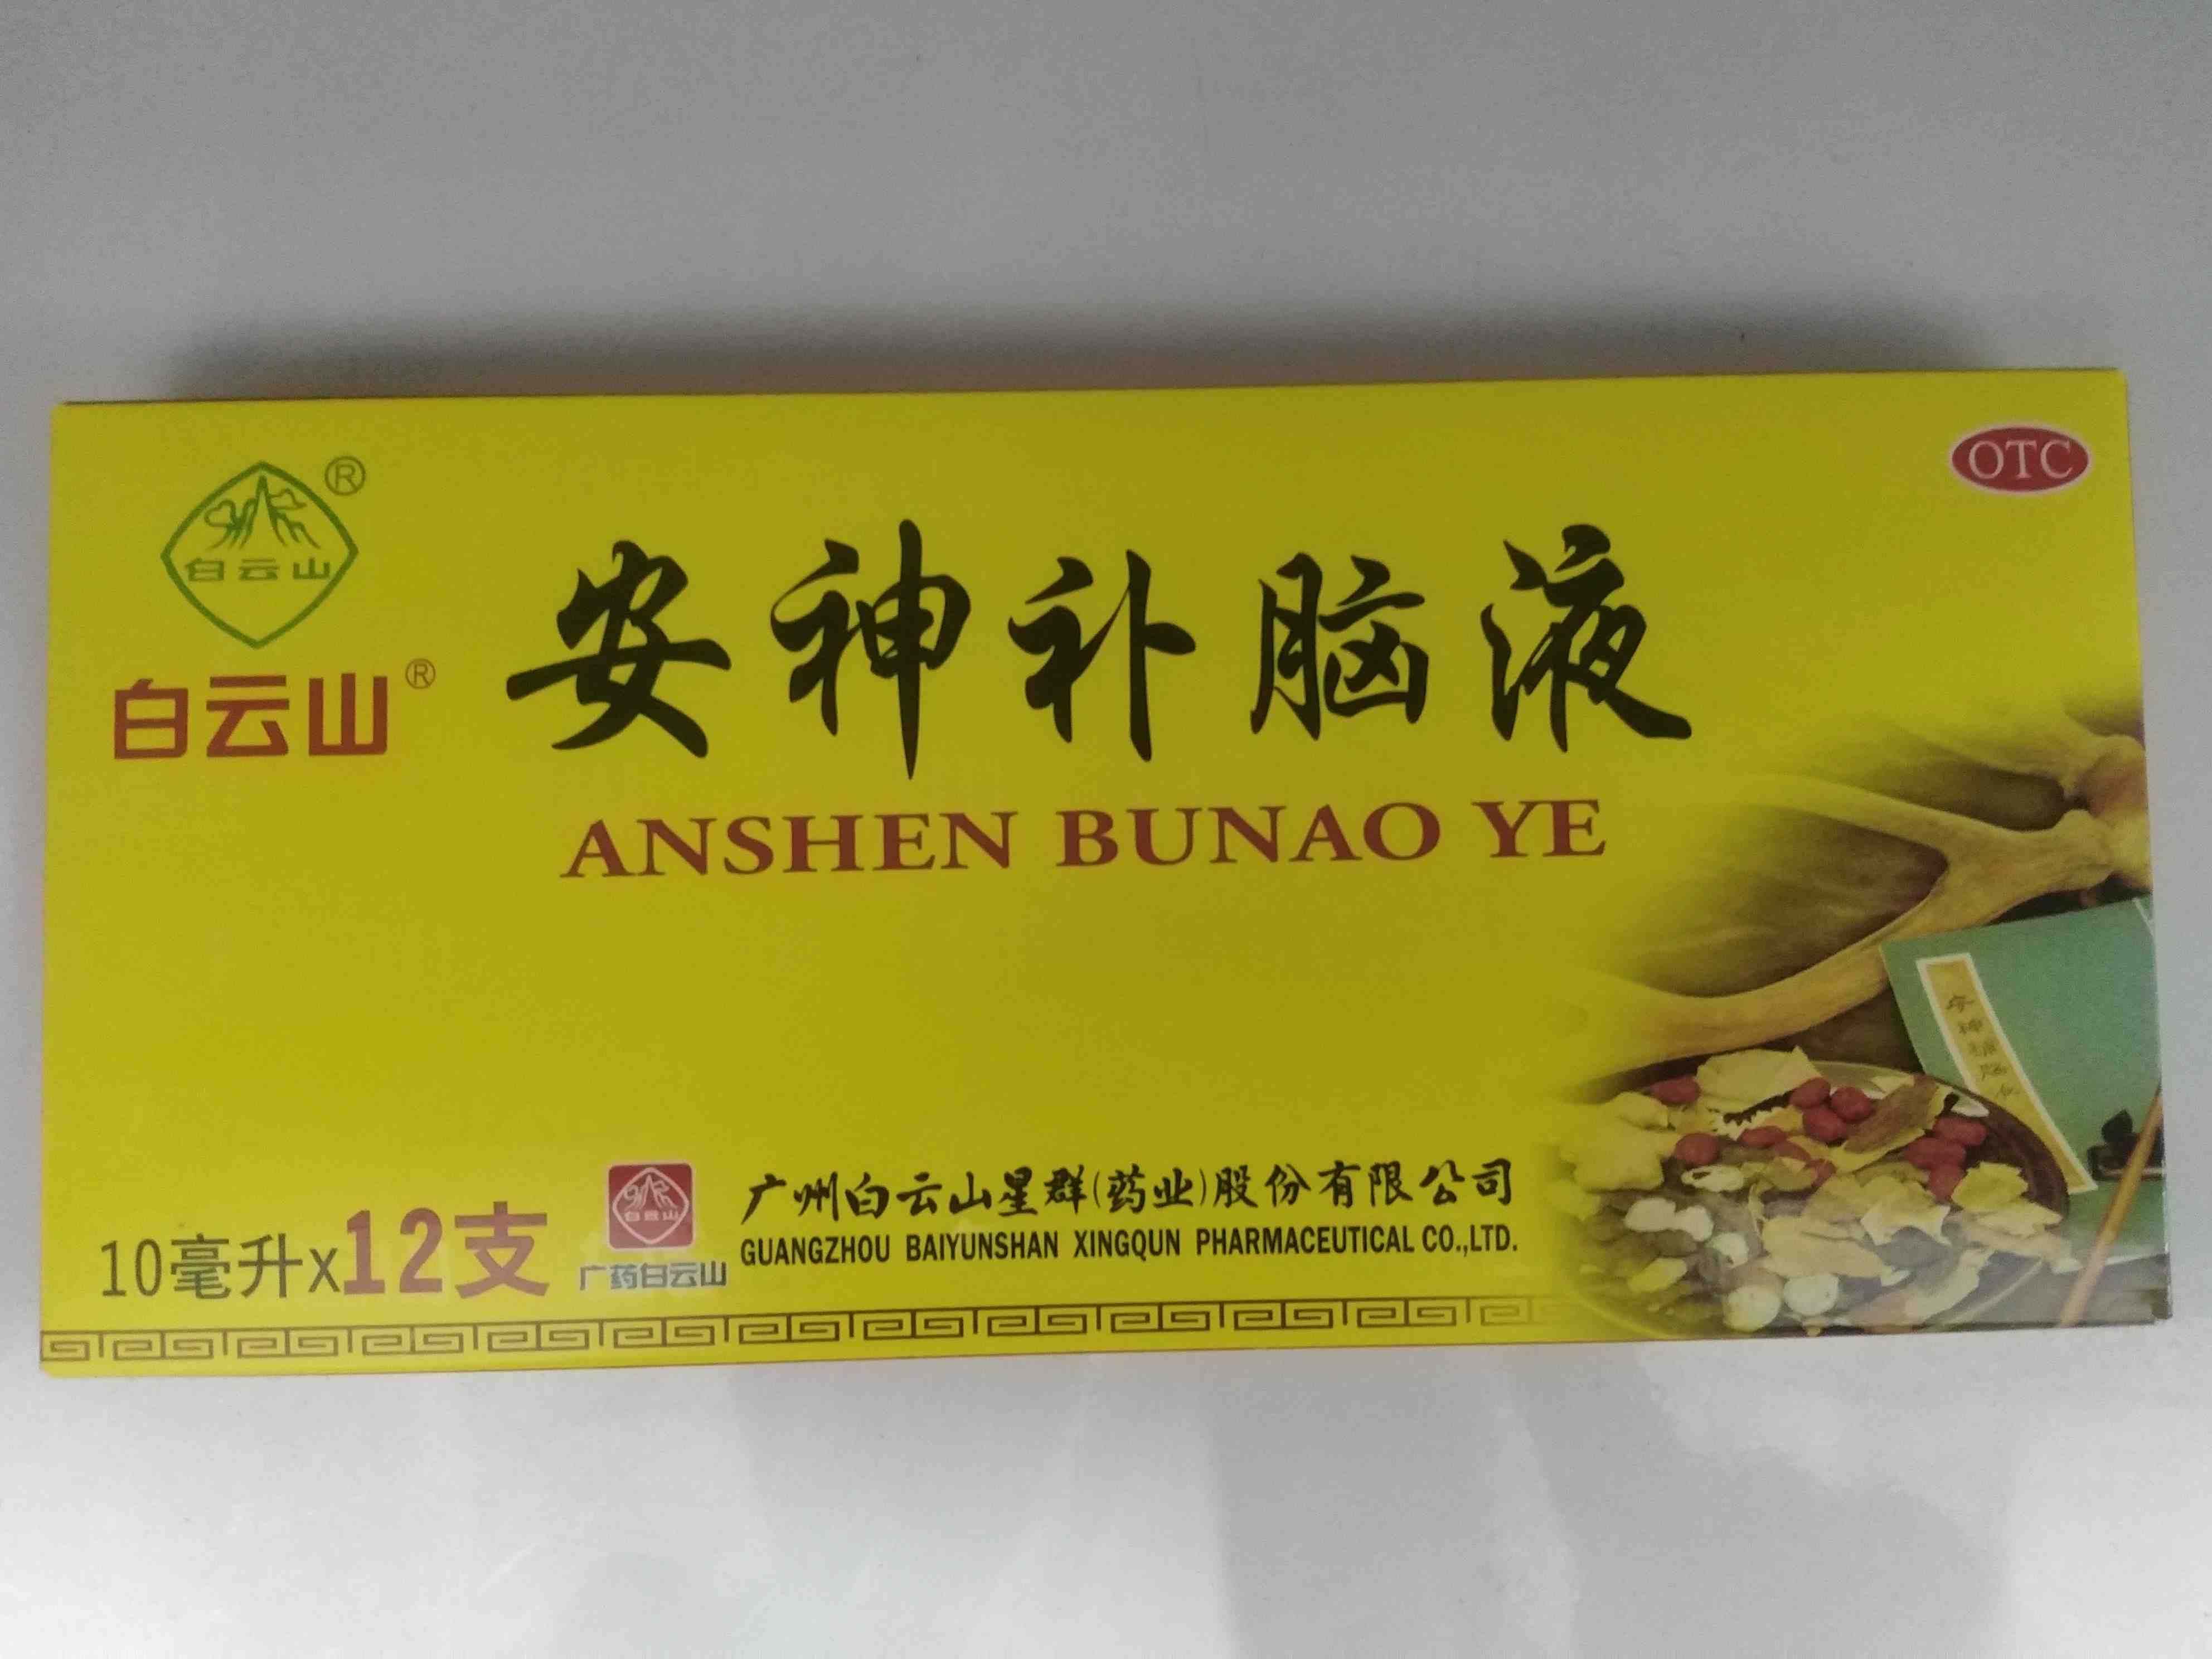 ®
白云山
白云山®
OTC
安神补脑液
ANSHEN BUNAO YE
10毫升x12支
白云山
广药白云山
广州白云山星群(药业)股份有限公司
GUANGZHOU BAIYUNSHAN XINGQUN PHARMACEUTICAL CO.,LTD.